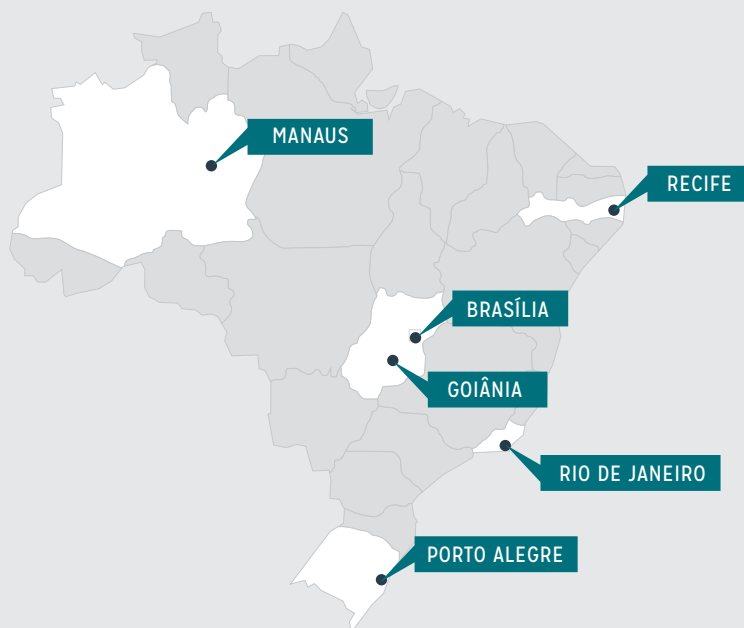 MANAUS
RECIFE
BRASÍLIA
GOIÂNIA
RIO DE JANEIRO
PORTO ALEGRE